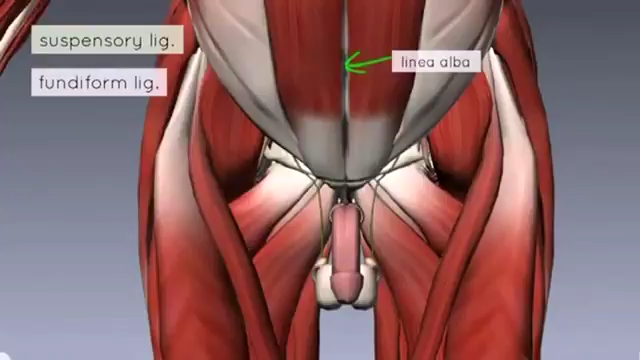 suspensory lig.
linea alba
fundiform lig.